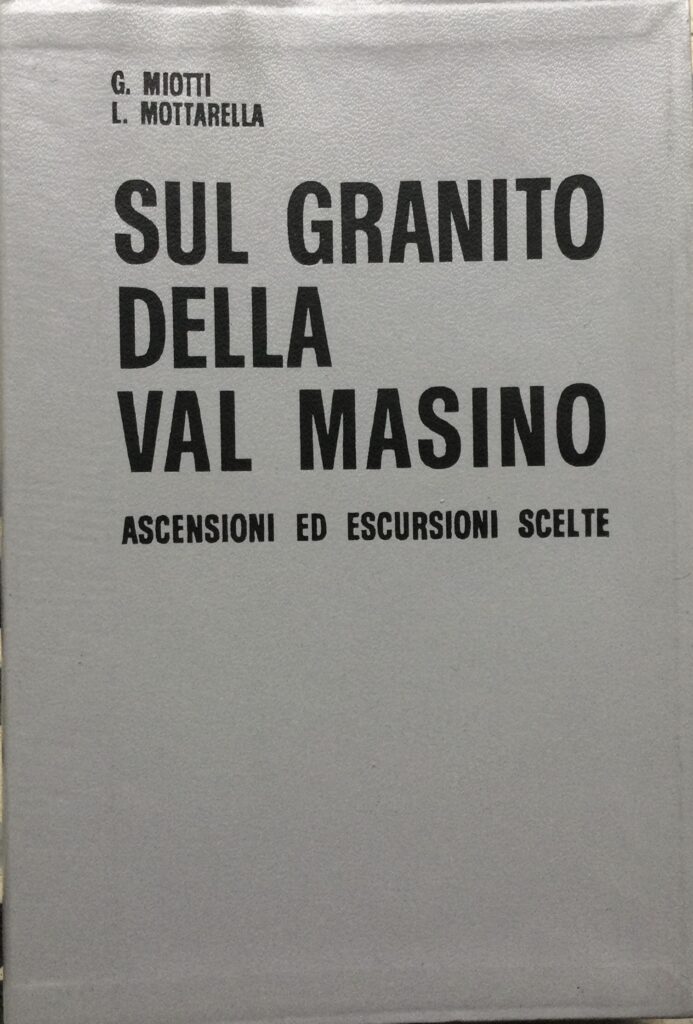 G. MIOTTI
L. MOTTARELLA
SUL GRANITO
DELLA
VAL MASINO
ASCENSIONI ED ESCURSIONI SCELTE